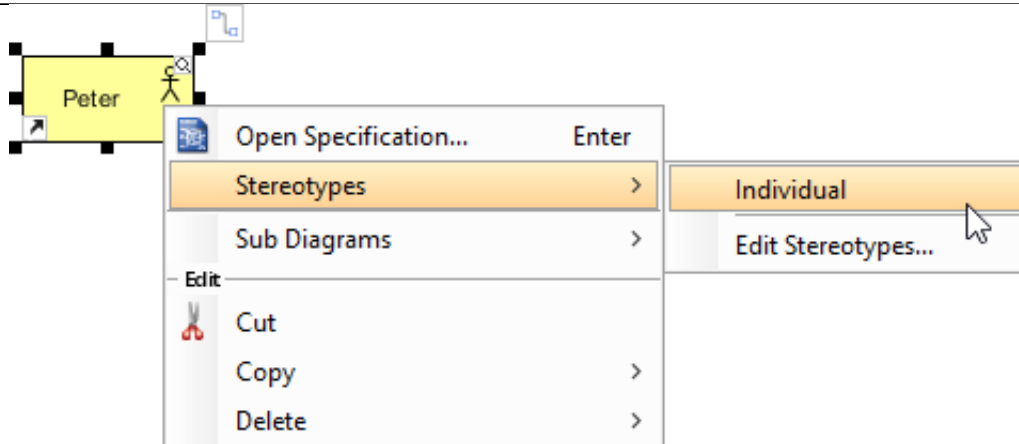 Peter
Open Specification... Enter
Stereotypes
Individual
Sub Diagrams
Edit Stereotypes...
Edit
Cut
Copy
Delete